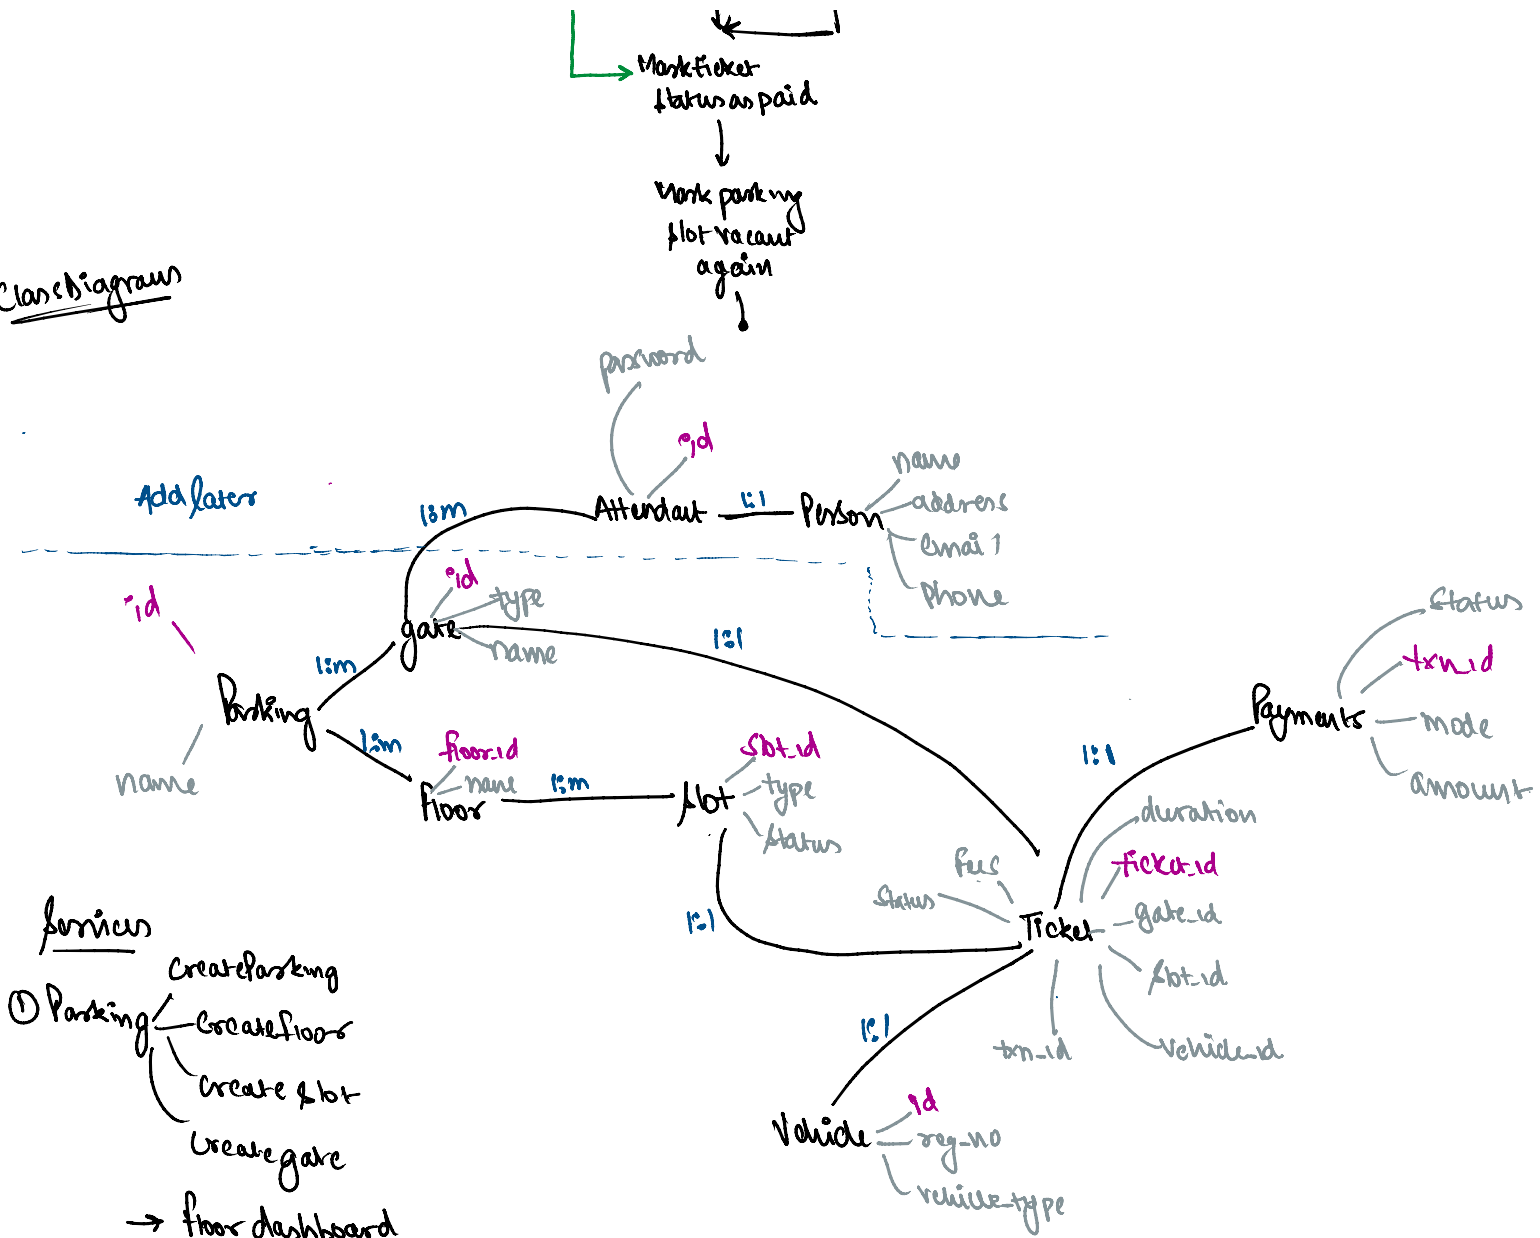 Mark ticket
status as paid
Mark parking
slot vacant
again
Class Diagrams
password
id
Add later
1:m
Attendant
1:1
Person
name
address
email
phone
id
id
type
gate
name
1:m
1:1
Parking
name
1:m
floor_id
name
floor
1:m
slot_id
slot
type
status
Payments
status
txn_id
mode
amount
1:1
duration
fees
ticket_id
status
Ticket
gate_id
slot_id
1:1
txn_id
vehicle_id
1:1
Vehicle
id
reg_no
vehicle_type
Services
① Parking
createParking
createfloor
create slot
create gate
→ floor dashboard